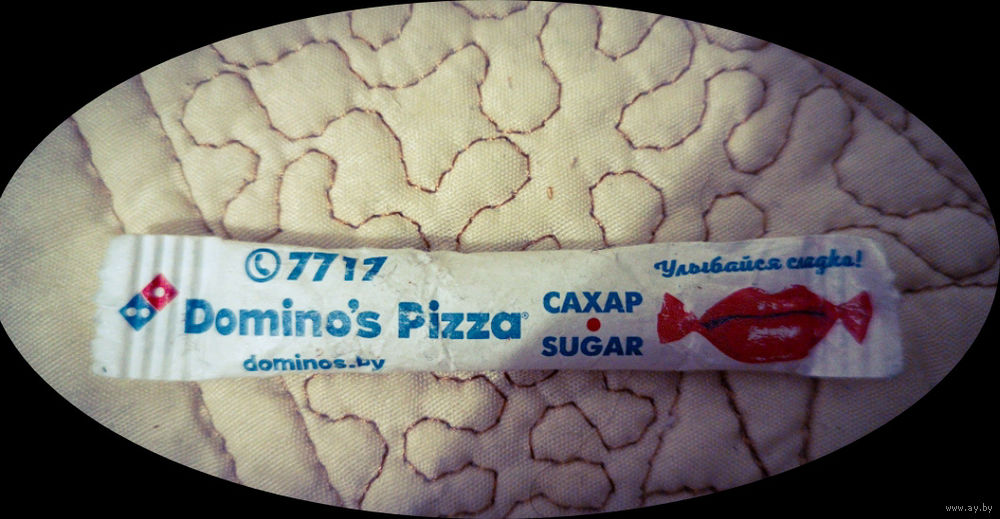 7717
Domino's Pizza®
dominos.by
САХАР
SUGAR
Улыбайся сладко!
www.ay.by